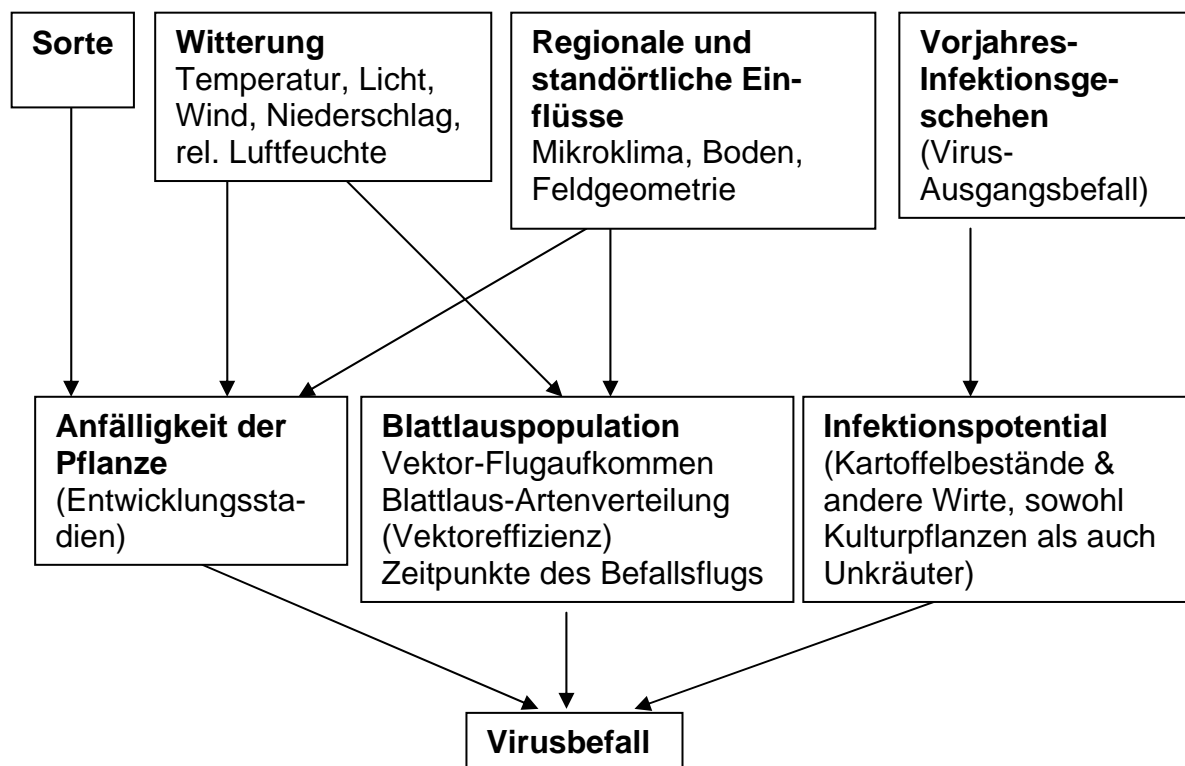 Sorte
Witterung
Temperatur, Licht,
Wind, Niederschlag,
rel. Luftfeuchte
Regionale und
standörtliche Ein-
flüsse
Mikroklima, Boden,
Feldgeometrie
Vorjahres-
Infektionsge-
schehen
(Virus-
Ausgangsbefall)
Anfälligkeit der
Pflanze
(Entwicklungssta-
dien)
Blattlauspopulation
Vektor-Flugaufkommen
Blattlaus-Artenverteilung
(Vektoreffizienz)
Zeitpunkte des Befallsflugs
Infektionspotential
(Kartoffelbestände &
andere Wirte, sowohl
Kulturpflanzen als auch
Unkräuter)
Virusbefall